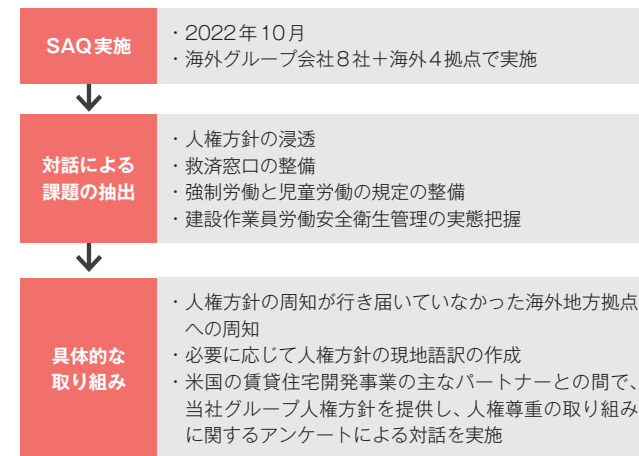 SAQ実施
・2022年10月
・海外グループ会社8社＋海外4拠点で実施
対話による
課題の抽出
・人権方針の浸透
・救済窓口の整備
・強制労働と児童労働の規定の整備
・建設作業員労働安全衛生管理の実態把握
具体的な
取り組み
・人権方針の周知が行き届いていなかった海外地方拠点
への周知
・必要に応じて人権方針の現地語訳の作成
・米国の賃貸住宅開発事業の主なパートナーとの間で、
当社グループ人権方針を提供し、人権尊重の取り組み
に関するアンケートによる対話を実施